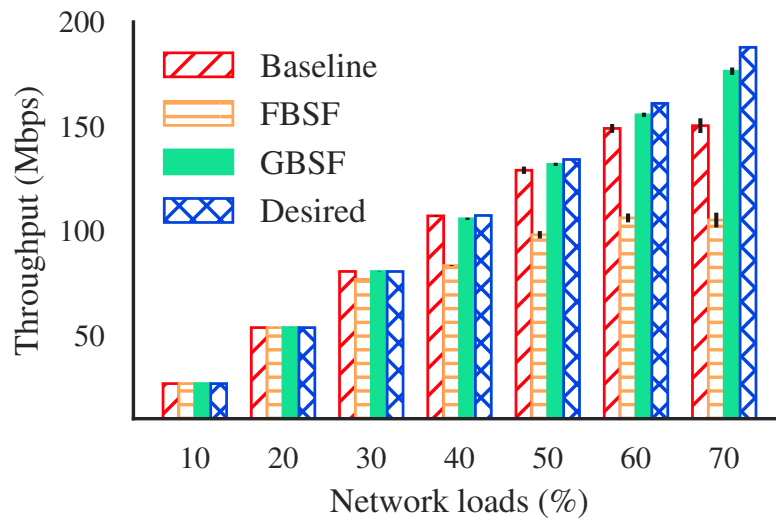 200
150
100
50
Throughput (Mbps)
Baseline
FBSF
GBSF
Desired
10 20 30 40 50 60 70
Network loads (%)